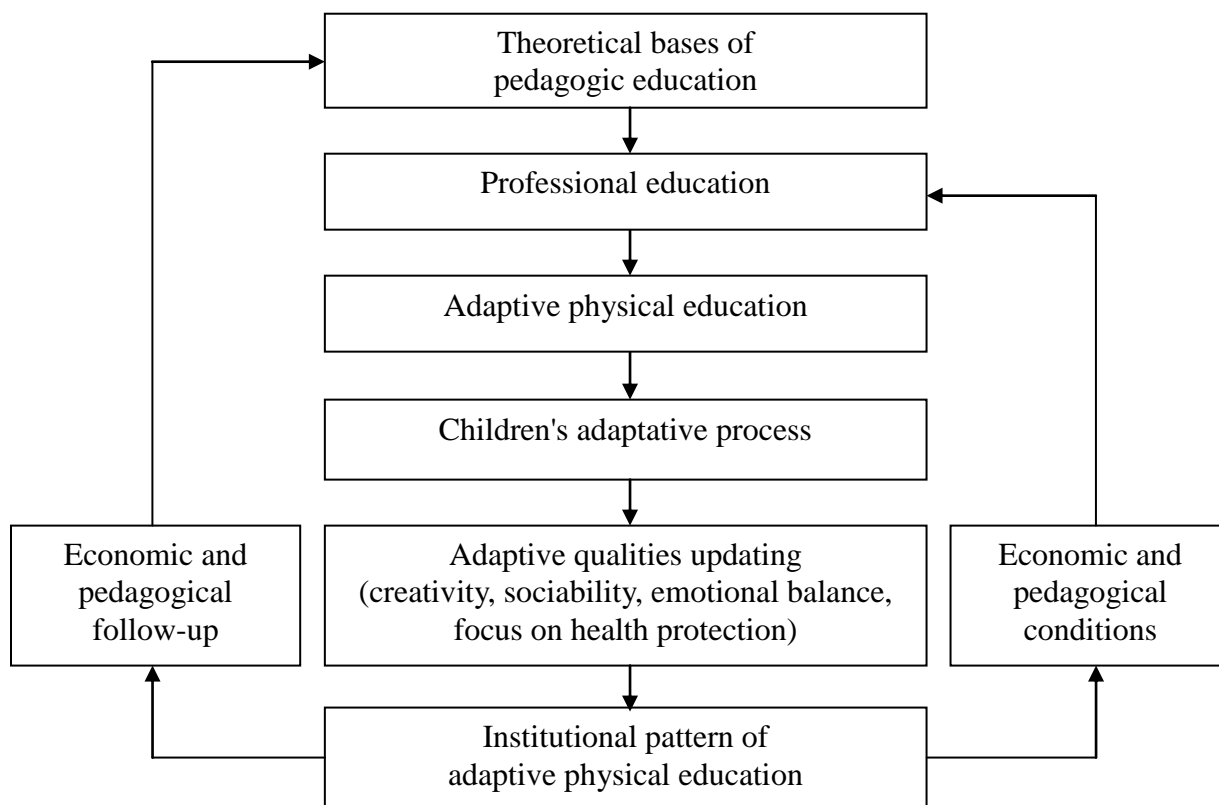 Theoretical bases of
pedagogic education
Professional education
Adaptive physical education
Children's adaptative process
Economic and
pedagogical
follow-up
Adaptive qualities updating
(creativity, sociability, emotional balance,
focus on health protection)
Economic and
pedagogical
conditions
Institutional pattern of
adaptive physical education